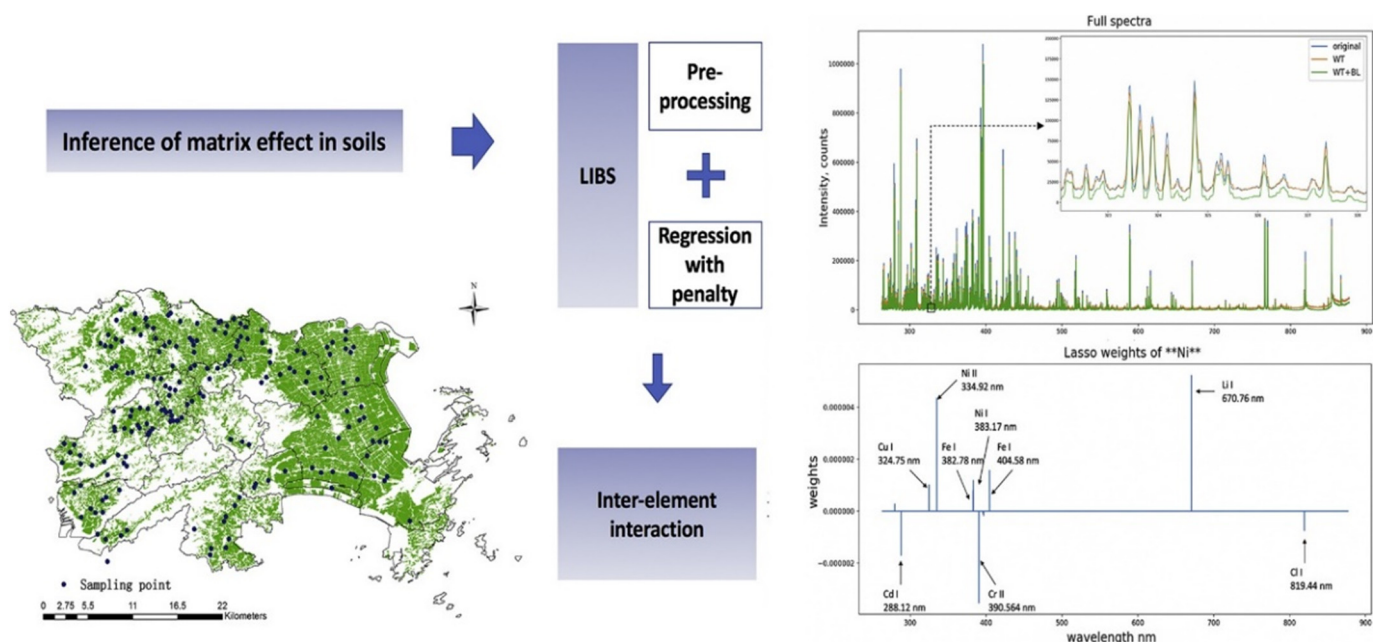 Inference of matrix effect in soils
LIBS
Pre-
processing
Regression
with
penalty
Inter-element
interaction
N
Sampling point
0 2.75 5.5 11 16.5 22
Kilometers
Full spectra
original
WT
WT+BL
Intensity, counts
1000000
800000
600000
400000
200000
0
300 400 500 600 700 800 900
Lasso weights of **Ni**
weights
0.000004
0.000002
0.000000
Ni II
334.92 nm
Li I
670.76 nm
Ni I
383.17 nm
Cu I
324.75 nm
Fe I
382.78 nm
Fe I
404.58 nm
Cd I
288.12 nm
Cr II
390.564 nm
Cl I
819.44 nm
300 400 500 600 700 800 900
wavelength nm